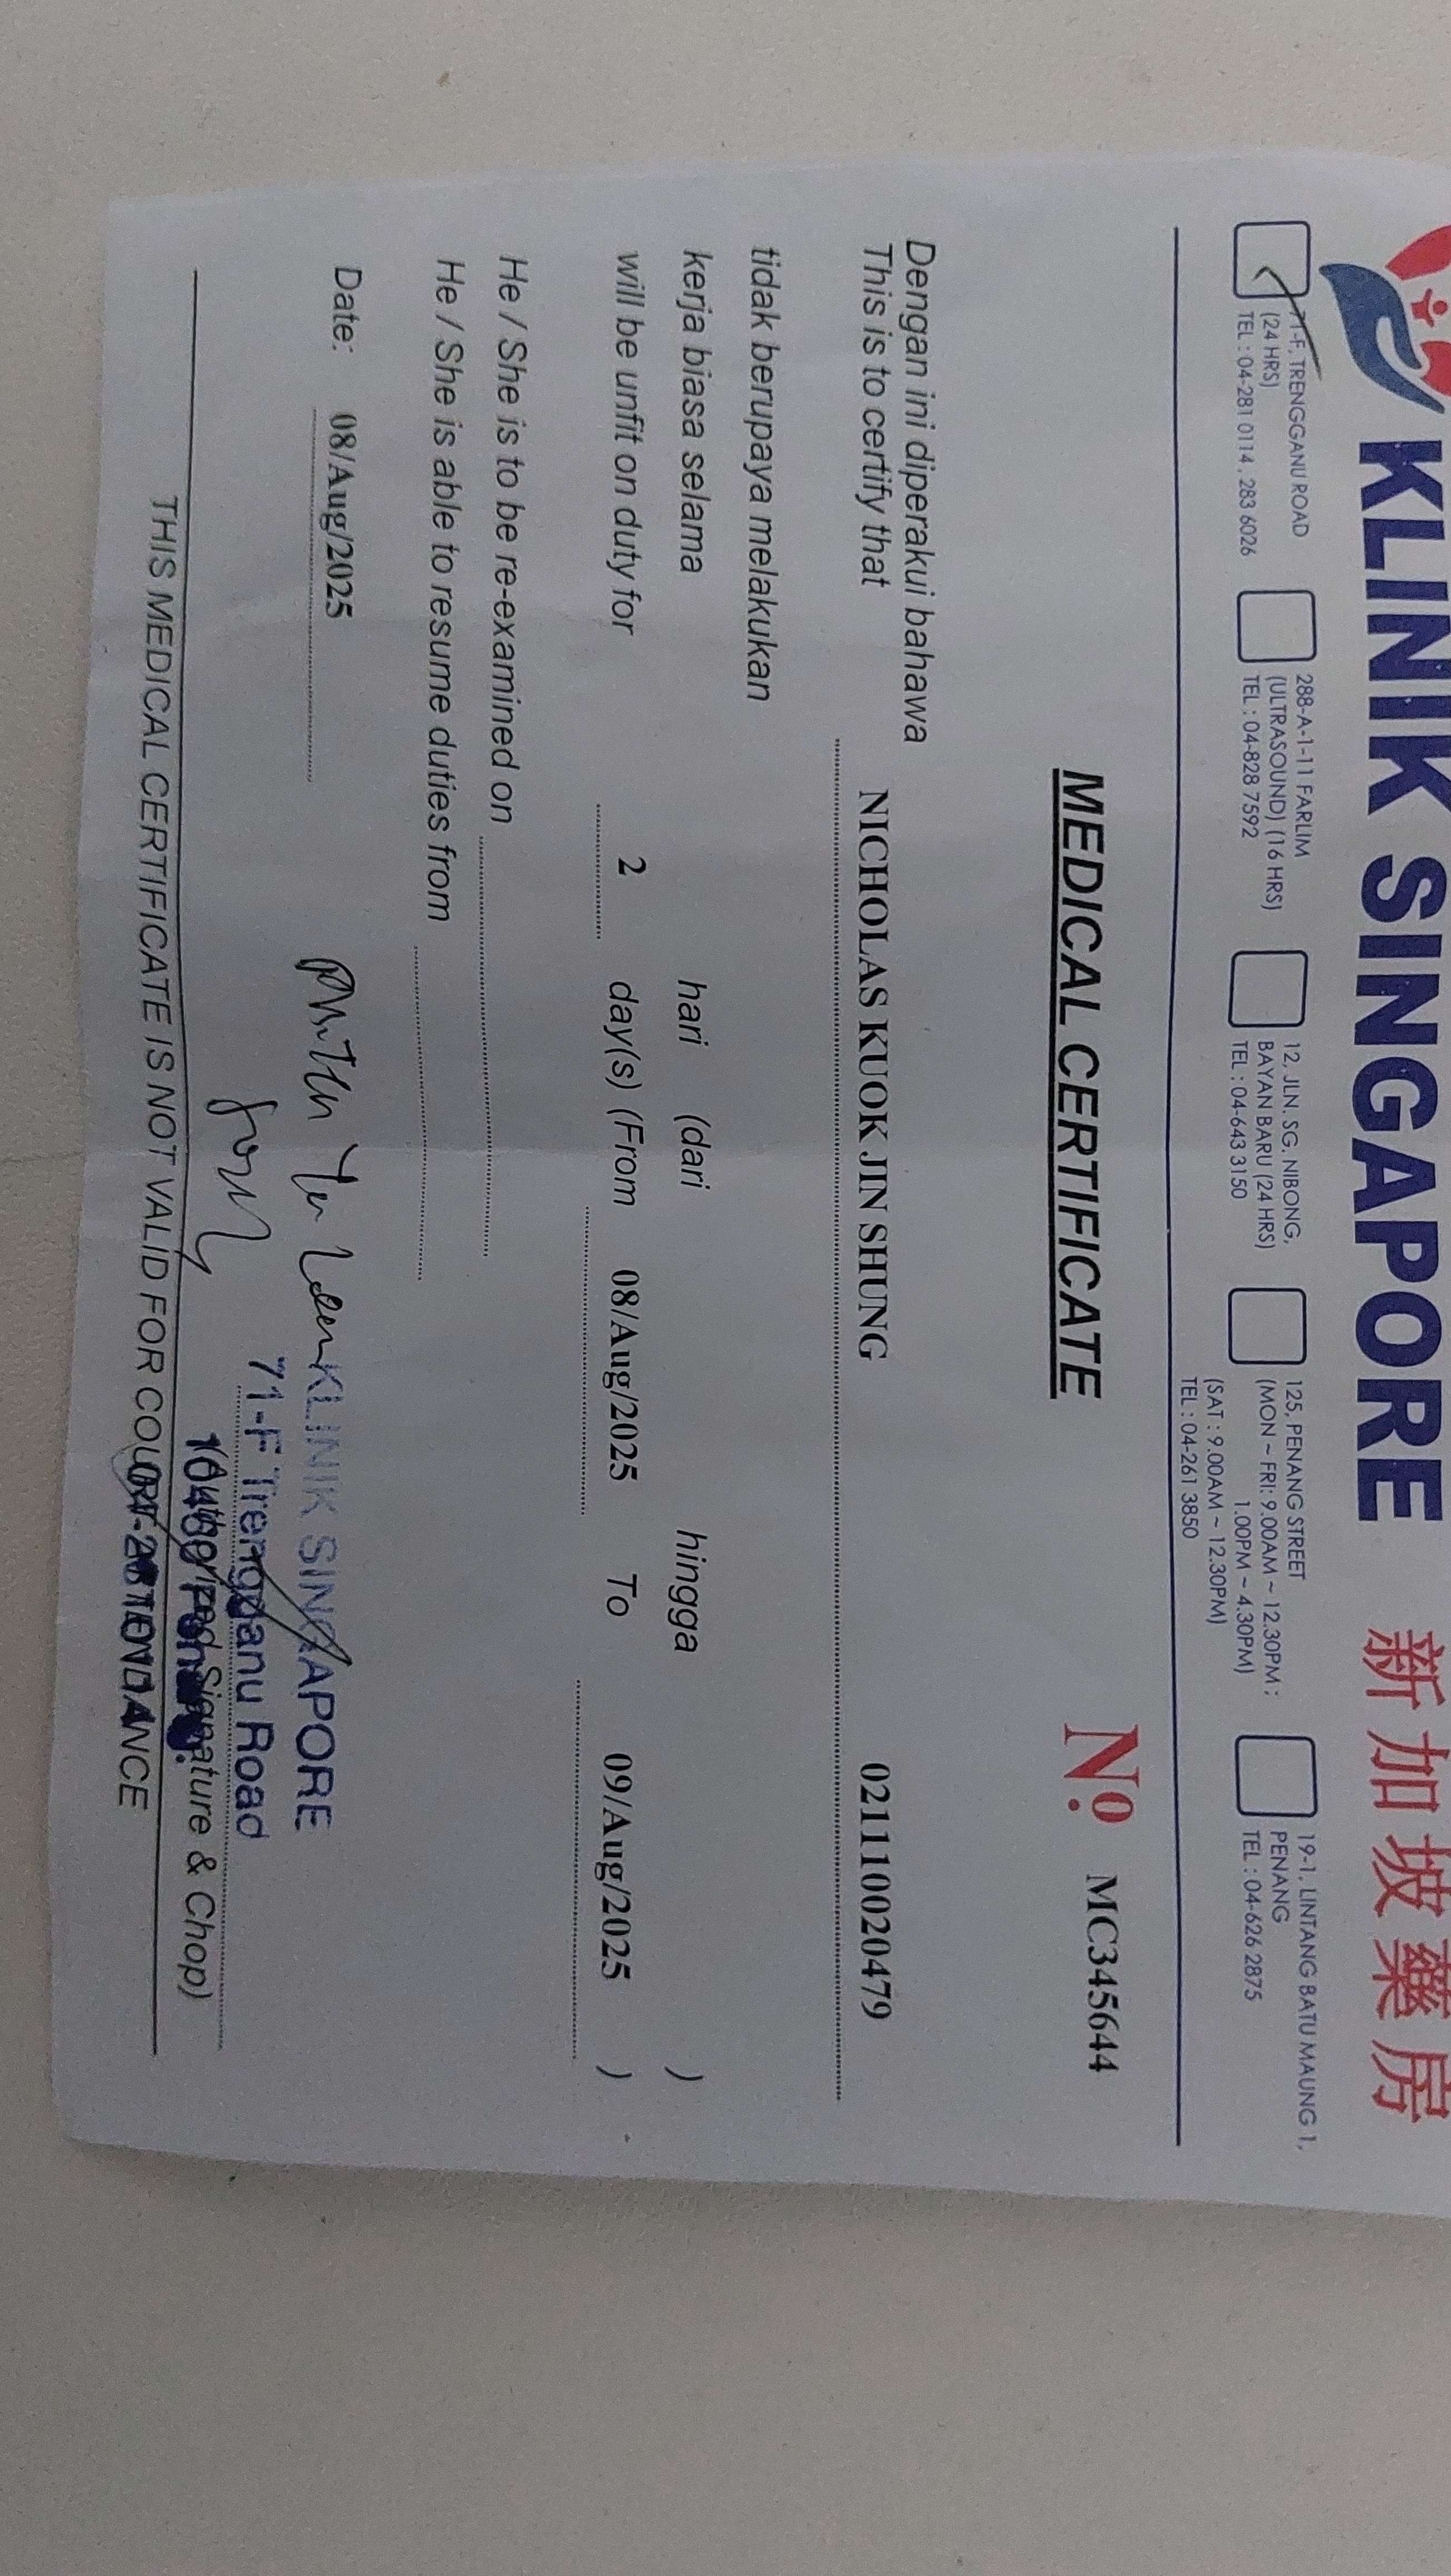 KLINIK SINGAPORE 新加坡藥房
71-F, TRENGGANU ROAD
(24 HRS)
TEL : 04-281 0114, 283 6026
288-A-1-11 FARLIM
(ULTRASOUND) (16 HRS)
TEL : 04-828 7592
12, JLN. SG. NIBONG,
BAYAN BARU (24 HRS)
TEL : 04-643 3150
125, PENANG STREET
(MON ~ FRI: 9.00AM ~ 12.30PM ;
1.00PM ~ 4.30PM)
(SAT : 9.00AM ~ 12.30PM)
TEL : 04-261 3850
19-1, LINTANG BATU MAUNG 1,
PENANG
TEL : 04-626 2875
MEDICAL CERTIFICATE
Nº. MC345644
Dengan ini diperakui bahawa
This is to certify that NICHOLAS KUOK JIN SHUNG 021110020479
tidak berupaya melakukan
kerja biasa selama hari (dari hingga )
will be unfit on duty for 2 day(s) (From 08/Aug/2025 To 09/Aug/2025 )
He / She is to be re-examined on
He / She is able to resume duties from
Date: 08/Aug/2025
KLINIK SINGAPORE
71-F Trengganu Road
(Authorized Signature & Chop)
10460 Penang.
THIS MEDICAL CERTIFICATE IS NOT VALID FOR COURT ATTENDANCE
04-2810114